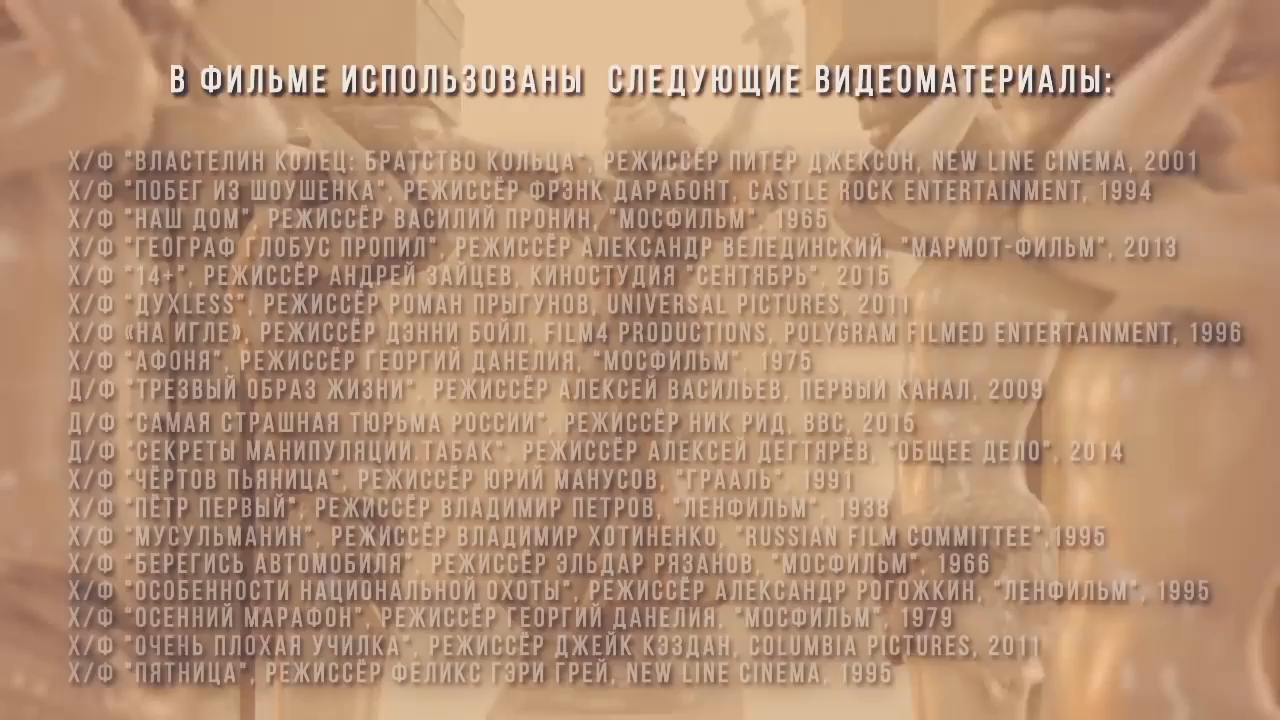 В ФИЛЬМЕ ИСПОЛЬЗОВАНЫ СЛЕДУЮЩИЕ ВИДЕОМАТЕРИАЛЫ:
Х/Ф "ВЛАСТЕЛИН КОЛЕЦ: БРАТСТВО КОЛЬЦА", РЕЖИССЁР ПИТЕР ДЖЕКСОН, NEW LINE CINEMA, 2001
Х/Ф "ПОБЕГ ИЗ ШОУШЕНКА", РЕЖИССЁР ФРЭНК ДАРАБОНТ, CASTLE ROCK ENTERTAINMENT, 1994
Х/Ф "НАШ ДОМ", РЕЖИССЁР ВАСИЛИЙ ПРОНИН, "МОСФИЛЬМ", 1965
Х/Ф "ГЕОГРАФ ГЛОБУС ПРОПИЛ", РЕЖИССЁР АЛЕКСАНДР ВЕЛЕДИНСКИЙ, "МАРМОТ-ФИЛЬМ", 2013
Х/Ф "14+", РЕЖИССЁР АНДРЕЙ ЗАЙЦЕВ, КИНОСТУДИЯ "СЕНТЯБРЬ", 2015
Х/Ф "ДУХLESS", РЕЖИССЁР РОМАН ПРЫГУНОВ, UNIVERSAL PICTURES, 2011
Х/Ф «НА ИГЛЕ», РЕЖИССЁР ДЭННИ БОЙЛ, FILM4 PRODUCTIONS, POLYGRAM FILMED ENTERTAINMENT, 1996
Х/Ф "АФОНЯ", РЕЖИССЁР ГЕОРГИЙ ДАНЕЛИЯ, "МОСФИЛЬМ", 1975
Д/Ф "ТРЕЗВЫЙ ОБРАЗ ЖИЗНИ", РЕЖИССЁР АЛЕКСЕЙ ВАСИЛЬЕВ, ПЕРВЫЙ КАНАЛ, 2009
Д/Ф "САМАЯ СТРАШНАЯ ТЮРЬМА РОССИИ", РЕЖИССЁР НИК РИД, BBC, 2015
Д/Ф "СЕКРЕТЫ МАНИПУЛЯЦИИ.ТАБАК", РЕЖИССЁР АЛЕКСЕЙ ДЕГТЯРЁВ, "ОБЩЕЕ ДЕЛО", 2014
Х/Ф "ЧЁРТОВ ПЬЯНИЦА", РЕЖИССЁР ЮРИЙ МАНУСОВ, "ГРААЛЬ", 1991
Х/Ф "ПЁТР ПЕРВЫЙ", РЕЖИССЁР ВЛАДИМИР ПЕТРОВ, "ЛЕНФИЛЬМ", 1938
Х/Ф "МУСУЛЬМАНИН", РЕЖИССЁР ВЛАДИМИР ХОТИНЕНКО, "RUSSIAN FILM COMMITTEE",1995
Х/Ф "БЕРЕГИСЬ АВТОМОБИЛЯ", РЕЖИССЁР ЭЛЬДАР РЯЗАНОВ, "МОСФИЛЬМ", 1966
Х/Ф "ОСОБЕННОСТИ НАЦИОНАЛЬНОЙ ОХОТЫ", РЕЖИССЁР АЛЕКСАНДР РОГОЖКИН, "ЛЕНФИЛЬМ", 1995
Х/Ф "ОСЕННИЙ МАРАФОН", РЕЖИССЁР ГЕОРГИЙ ДАНЕЛИЯ, "МОСФИЛЬМ", 1979
Х/Ф "ОЧЕНЬ ПЛОХАЯ УЧИЛКА", РЕЖИССЁР ДЖЕЙК КЭЗДАН, COLUMBIA PICTURES, 2011
Х/Ф "ПЯТНИЦА", РЕЖИССЁР ФЕЛИКС ГЭРИ ГРЕЙ, NEW LINE CINEMA, 1995